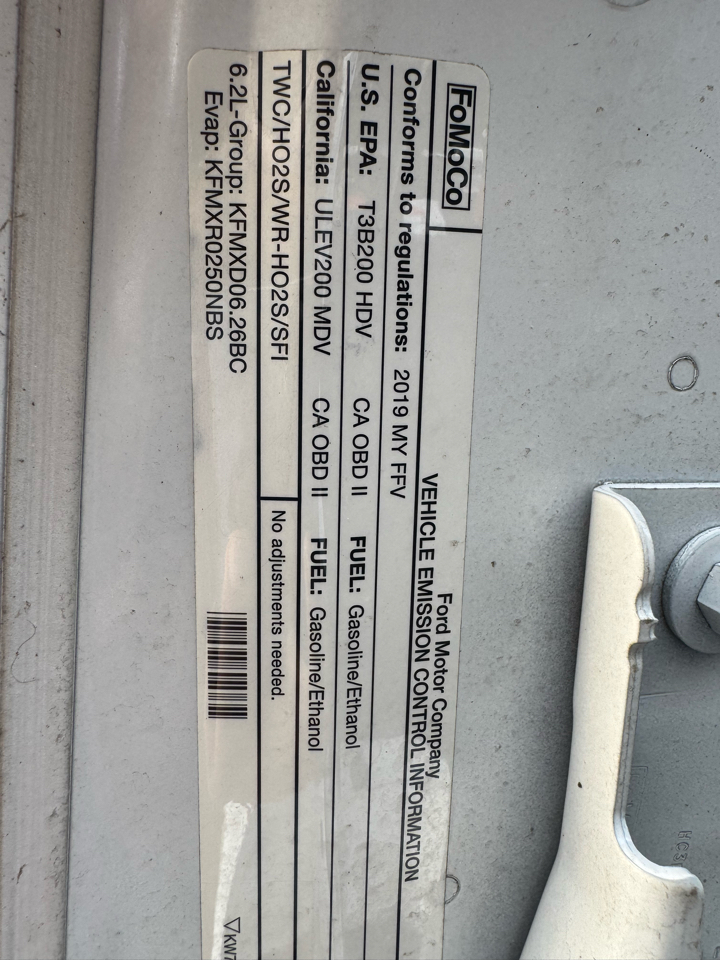 FoMoCo
Ford Motor Company
VEHICLE EMISSION CONTROL INFORMATION
Conforms to regulations: 2019 MY FFV
U.S. EPA: T3B200 HDV CA OBD II FUEL: Gasoline/Ethanol
California: ULEV200 MDV CA OBD II FUEL: Gasoline/Ethanol
TWC/HO2S/WR-HO2S/SFI No adjustments needed.
6.2L-Group: KFMXD06.26BC
Evap: KFMXR0250NBS